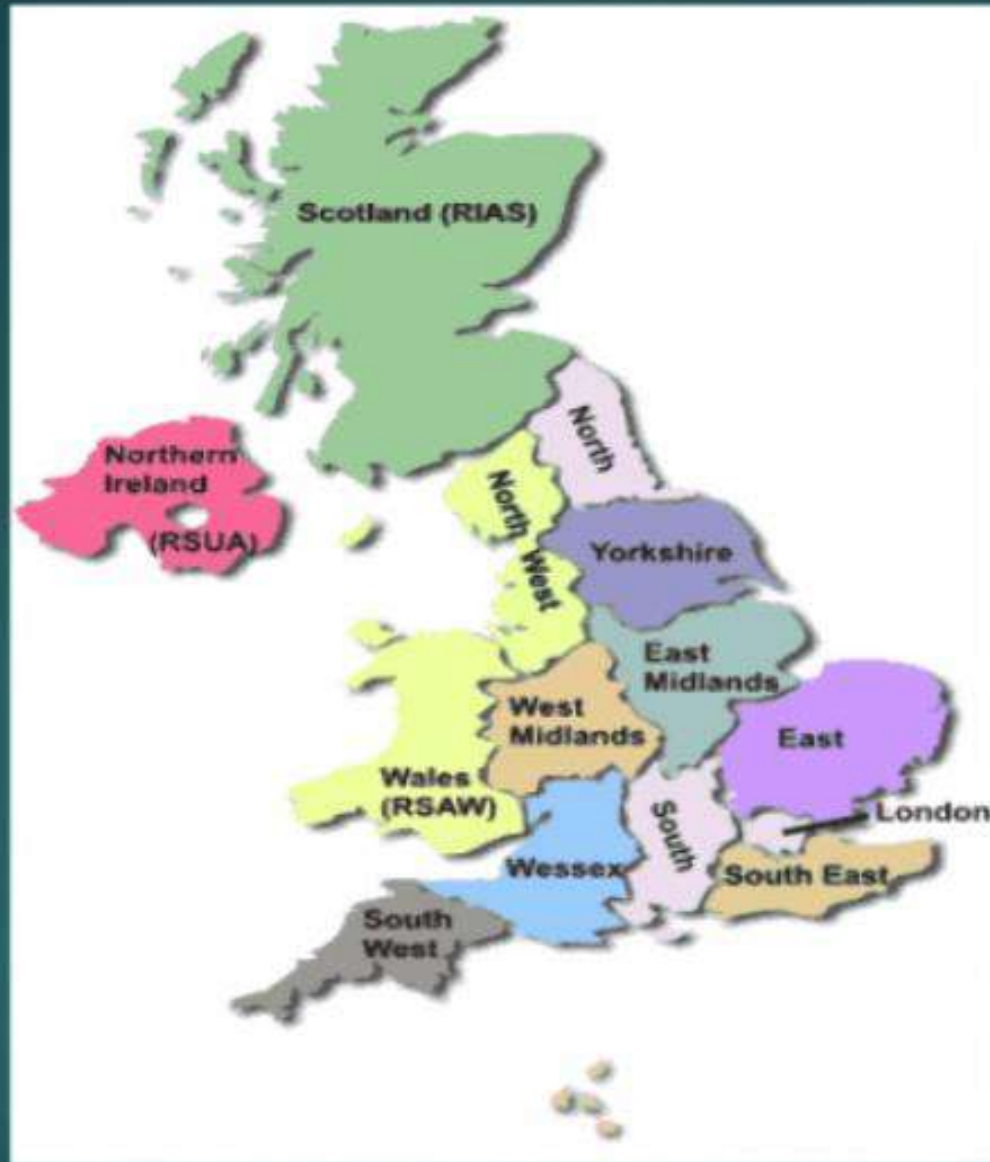 Scotland (RIAS)
North
Northern
Ireland
(RSUA)
North West
Yorkshire
East
Midlands
West
Midlands
East
Wales
(RSAW)
South
London
Wessex
South East
South
West